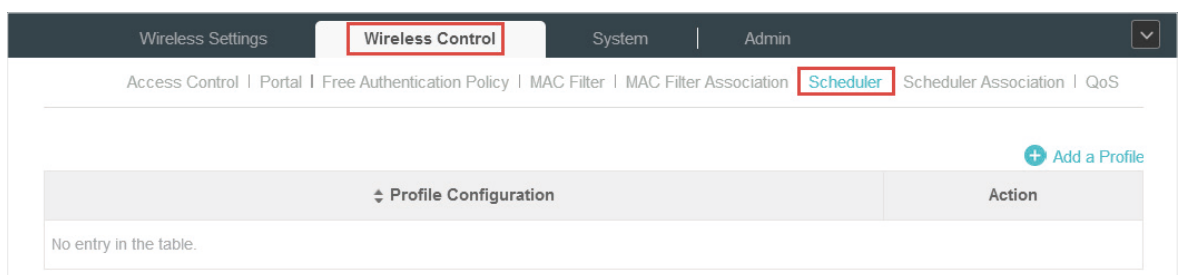 Wireless Settings Wireless Control System | Admin
Access Control | Portal | Free Authentication Policy | MAC Filter | MAC Filter Association Scheduler Scheduler Association | QoS
Add a Profile
Profile Configuration Action
No entry in the table.